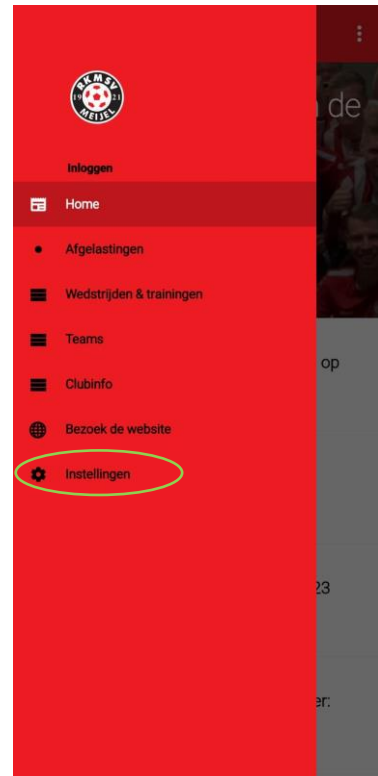 RKMSV
19 21
MEIJEL
de
Inloggen
Home
Afgelastingen
Wedstrijden & trainingen
Teams
op
Clubinfo
Bezoek de website
Instellingen
23
er: